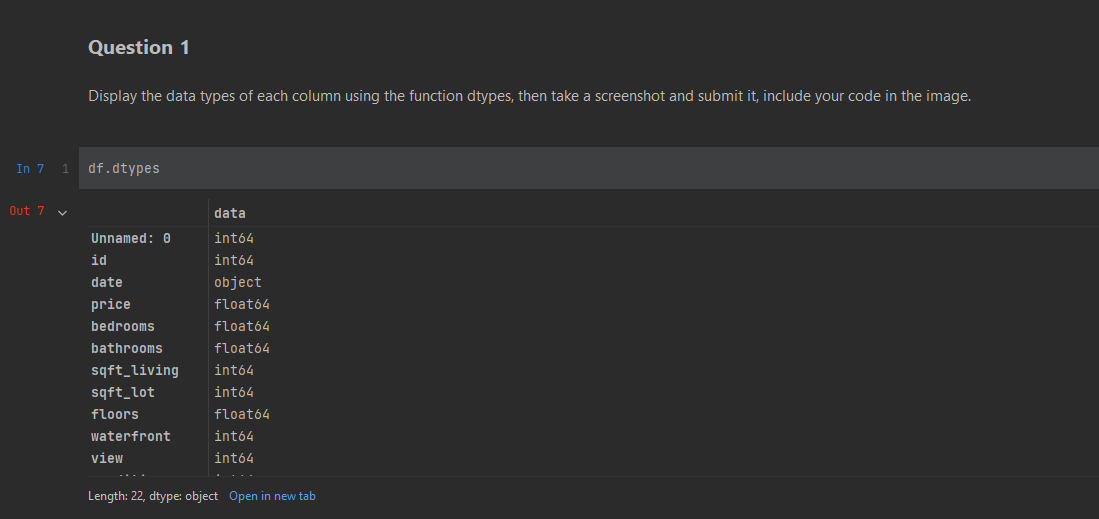 Question 1
Display the data types of each column using the function dtypes, then take a screenshot and submit it, include your code in the image.
In 7 1 df.dtypes
Out 7
data
Unnamed: 0 int64
id int64
date object
price float64
bedrooms float64
bathrooms float64
sqft_living int64
sqft_lot int64
floors float64
waterfront int64
view int64
Length: 22, dtype: object Open in new tab